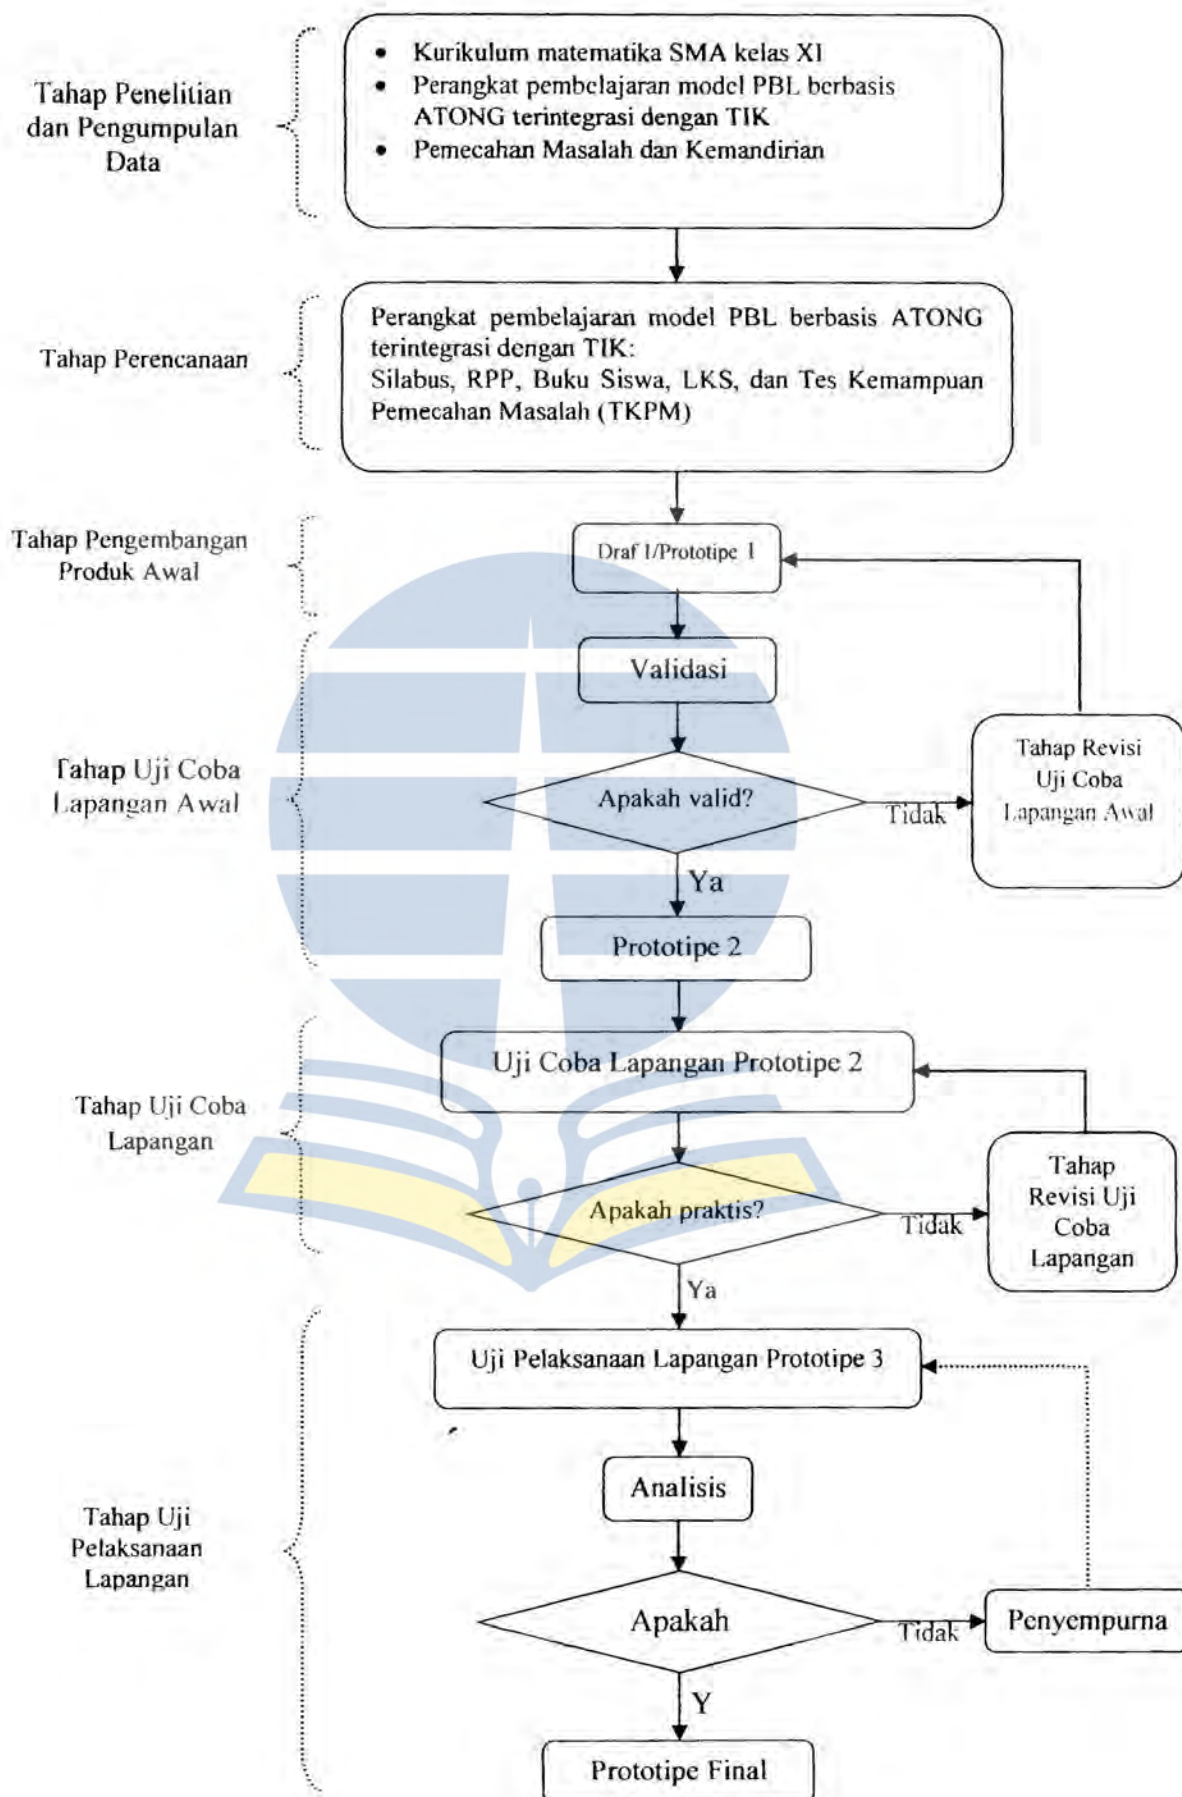 Tahap Penelitian
dan Pengumpulan
Data
• Kurikulum matematika SMA kelas XI
• Perangkat pembelajaran model PBL berbasis
ATONG terintegrasi dengan TIK
• Pemecahan Masalah dan Kemandirian
Tahap Perencanaan
Perangkat pembelajaran model PBL berbasis ATONG
terintegrasi dengan TIK:
Silabus, RPP, Buku Siswa, LKS, dan Tes Kemampuan
Pemecahan Masalah (TKPM)
Tahap Pengembangan
Produk Awal
Draf 1/Prototipe 1
Validasi
Tahap Uji Coba
Lapangan Awal
Apakah valid?
Tidak
Tahap Revisi
Uji Coba
Lapangan Awal
Ya
Prototipe 2
Tahap Uji Coba
Lapangan
Uji Coba Lapangan Prototipe 2
Apakah praktis?
Tidak
Tahap
Revisi Uji
Coba
Lapangan
Ya
Uji Pelaksanaan Lapangan Prototipe 3
Analisis
Tahap Uji
Pelaksanaan
Lapangan
Apakah
Tidak
Penyempurna
Y
Prototipe Final